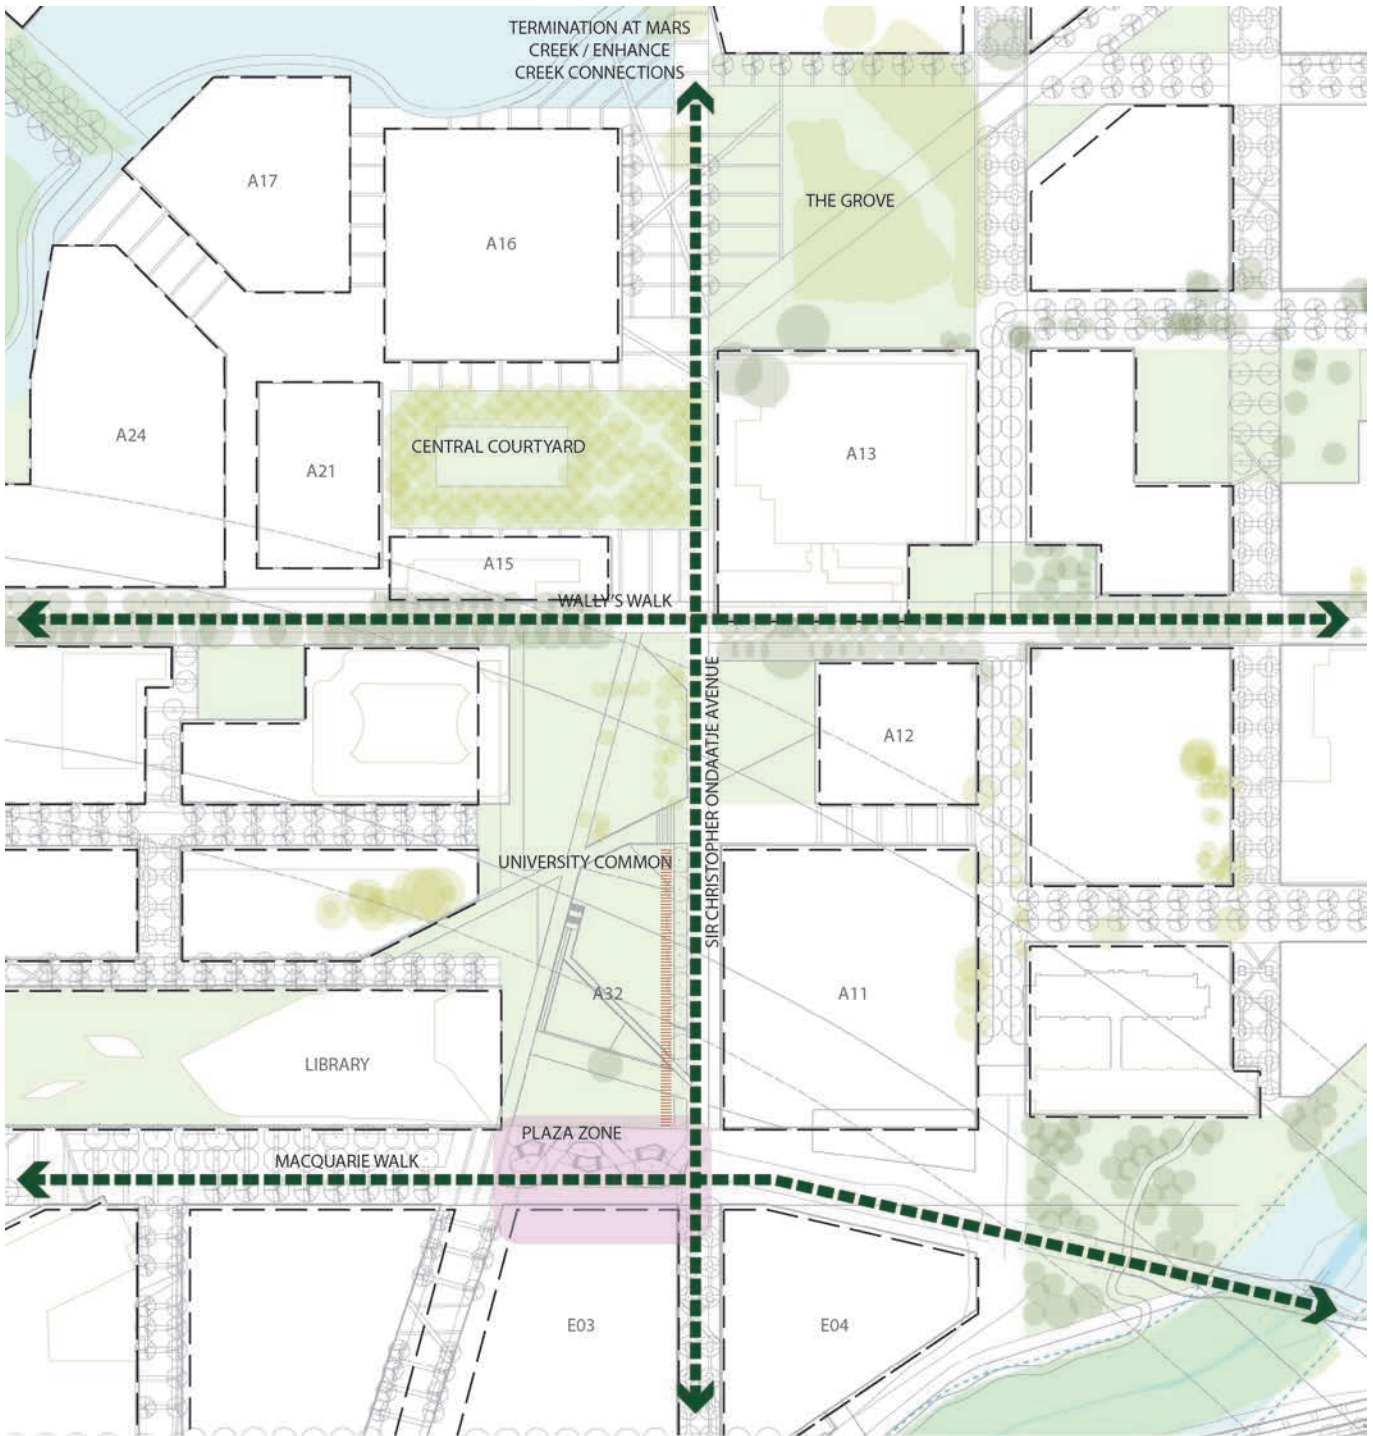 TERMINATION AT MARS
CREEK / ENHANCE
CREEK CONNECTIONS
A17
THE GROVE
A16
A24
CENTRAL COURTYARD
A13
A21
A15
WALLY'S WALK
SIR CHRISTOPHER ONDAATJE AVENUE
A12
UNIVERSITY COMMON
A32
A11
LIBRARY
PLAZA ZONE
MACQUARIE WALK
E03
E04